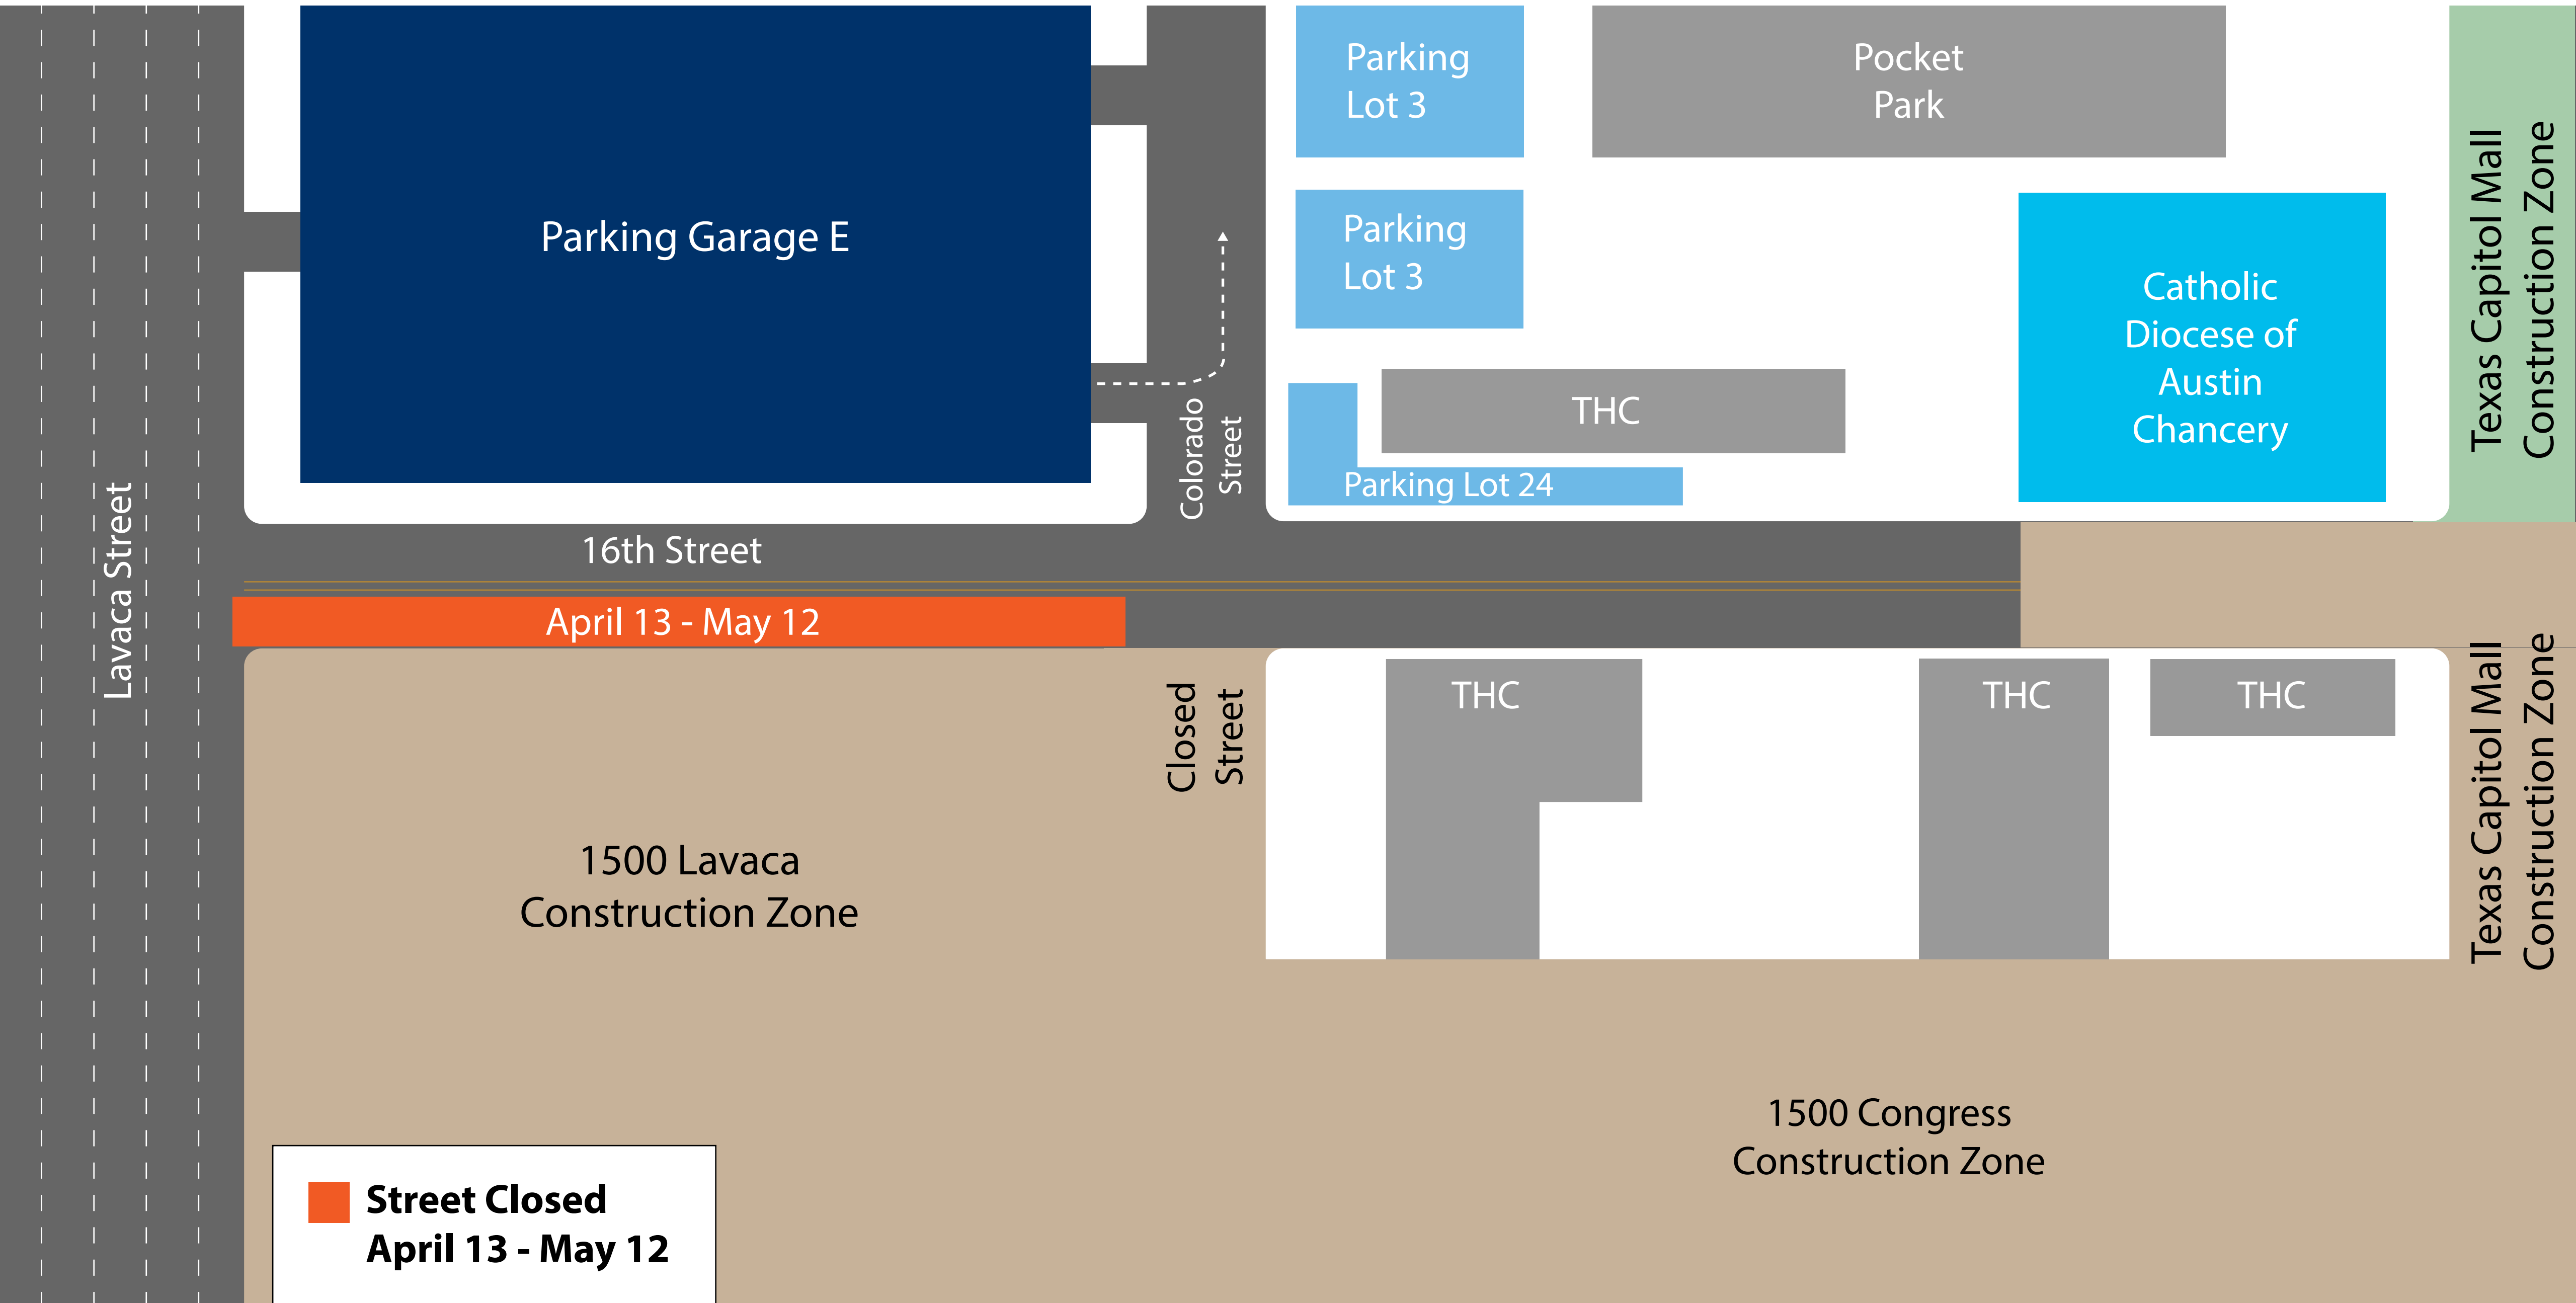 Parking
Lot 3
Pocket
Park
Texas Capitol Mall
Construction Zone
Parking Garage E
Parking
Lot 3
Catholic
Diocese of
Austin
Chancery
THC
Colorado
Street
Parking Lot 24
Lavaca Street
16th Street
April 13 - May 12
Closed
Street
THC
THC
THC
Texas Capitol Mall
Construction Zone
1500 Lavaca
Construction Zone
1500 Congress
Construction Zone
Street Closed
April 13 - May 12